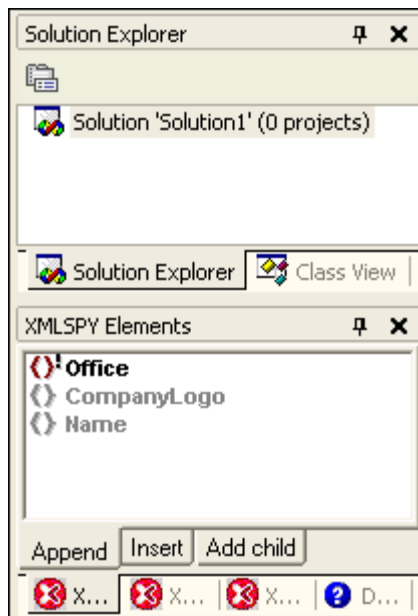 Solution Explorer
Solution 'Solution1' (0 projects)
Solution Explorer Class View
XMLSPY Elements
Office
CompanyLogo
Name
Append Insert Add child
X... X... X... D...